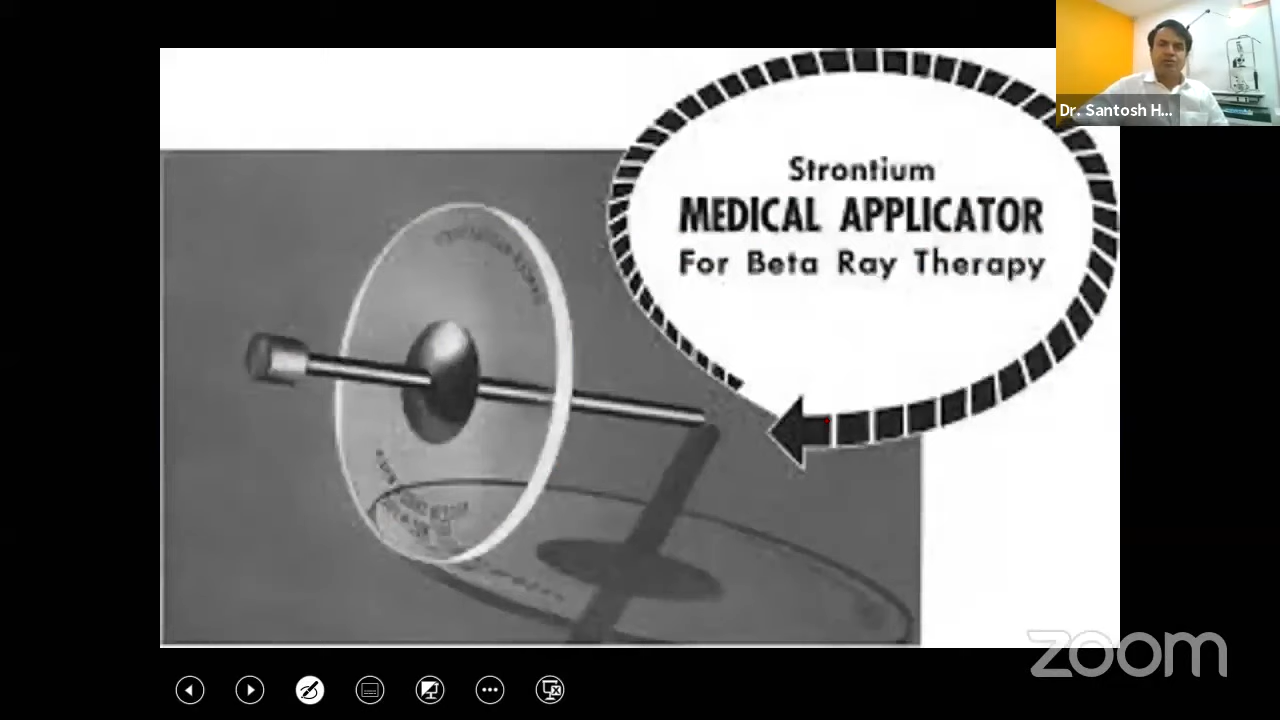 Dr. Santosh H...
Strontium
MEDICAL APPLICATOR
For Beta Ray Therapy
zoom